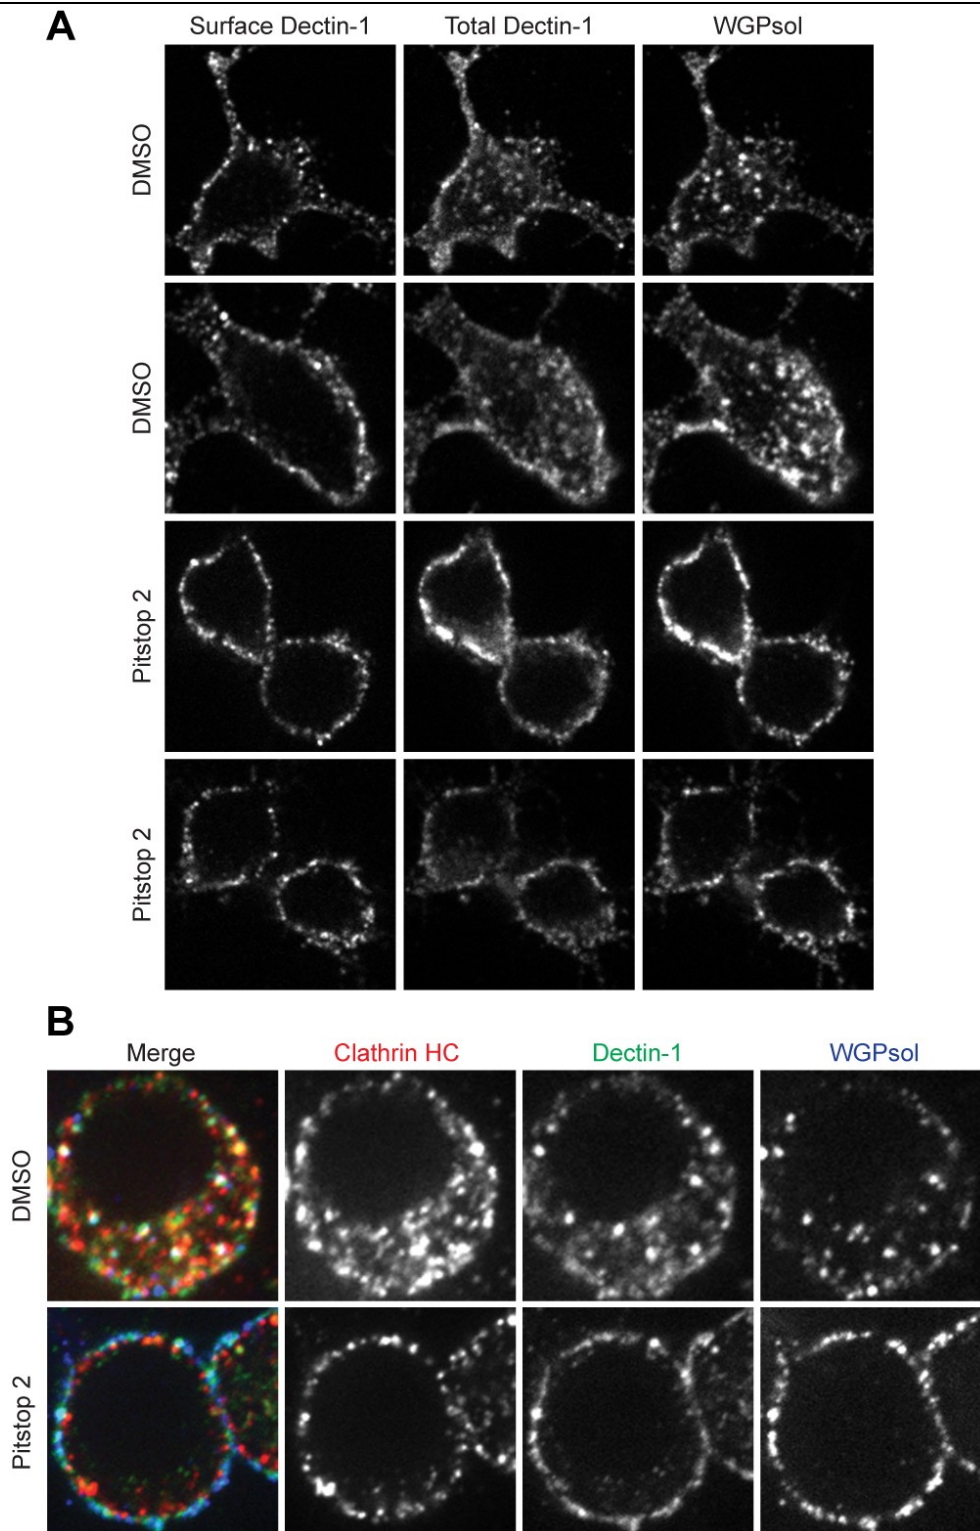 A
Surface Dectin-1 Total Dectin-1 WGPsol
DMSO
DMSO
Pitstop 2
Pitstop 2
B
Merge Clathrin HC Dectin-1 WGPsol
DMSO
Pitstop 2